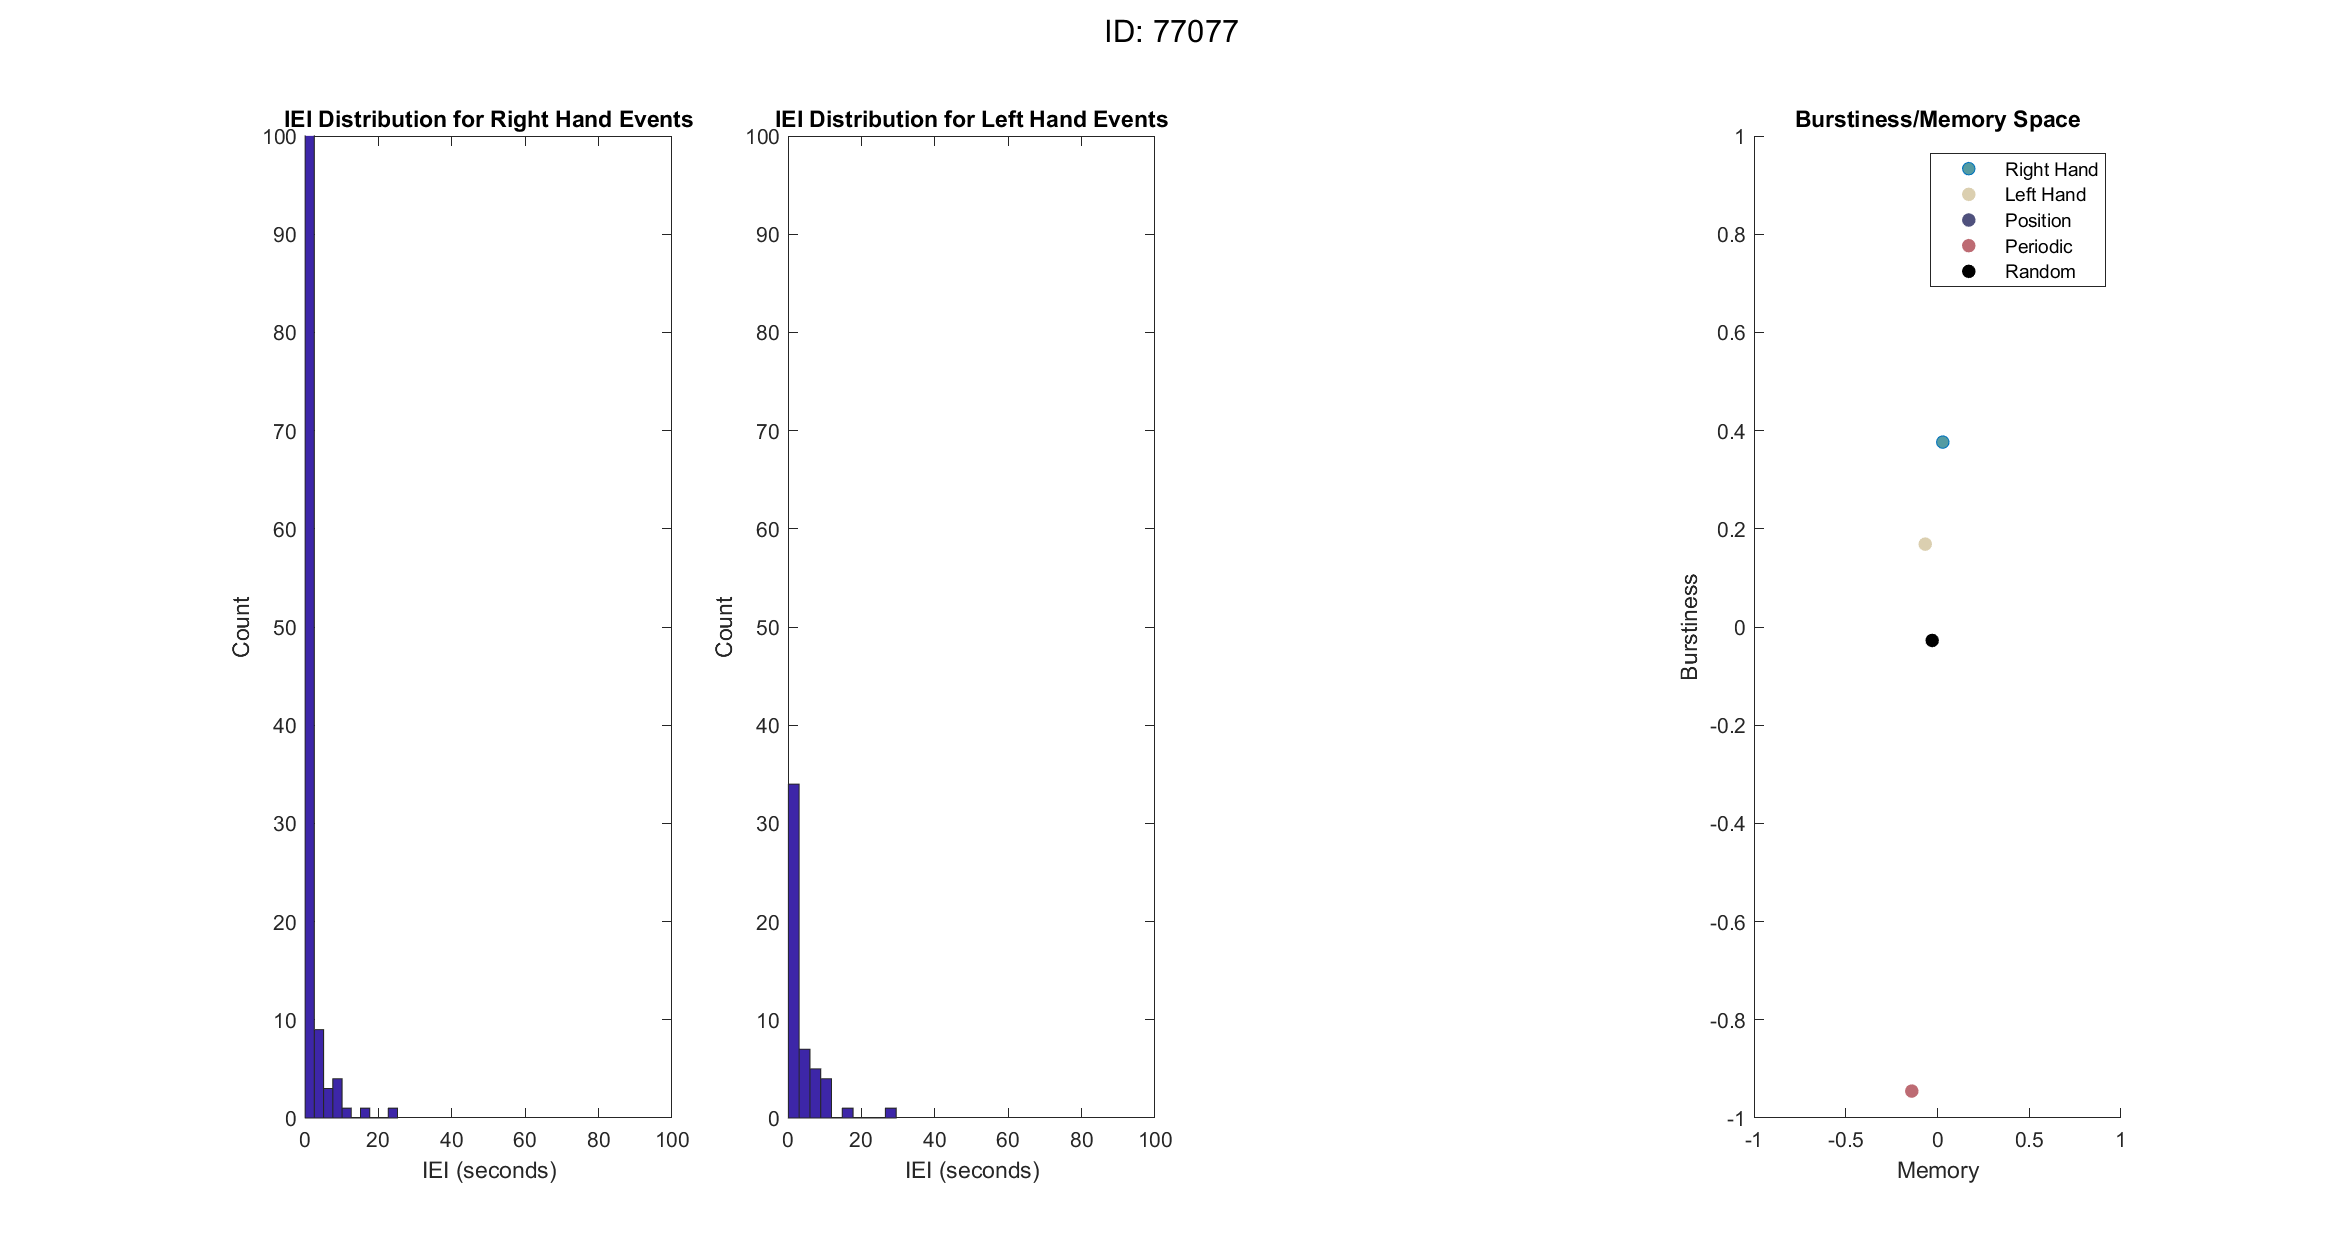 ID: 77077
IEI Distribution for Right Hand Events
100
90
80
70
60
50
40
30
20
10
0
Count
0 20 40 60 80 100
IEI (seconds)
IEI Distribution for Left Hand Events
100
90
80
70
60
50
40
30
20
10
0
Count
0 20 40 60 80 100
IEI (seconds)
Burstiness/Memory Space
1
0.8
0.6
0.4
0.2
0
-0.2
-0.4
-0.6
-0.8
-1
Burstiness
Right Hand
Left Hand
Position
Periodic
Random
-1 -0.5 0 0.5 1
Memory